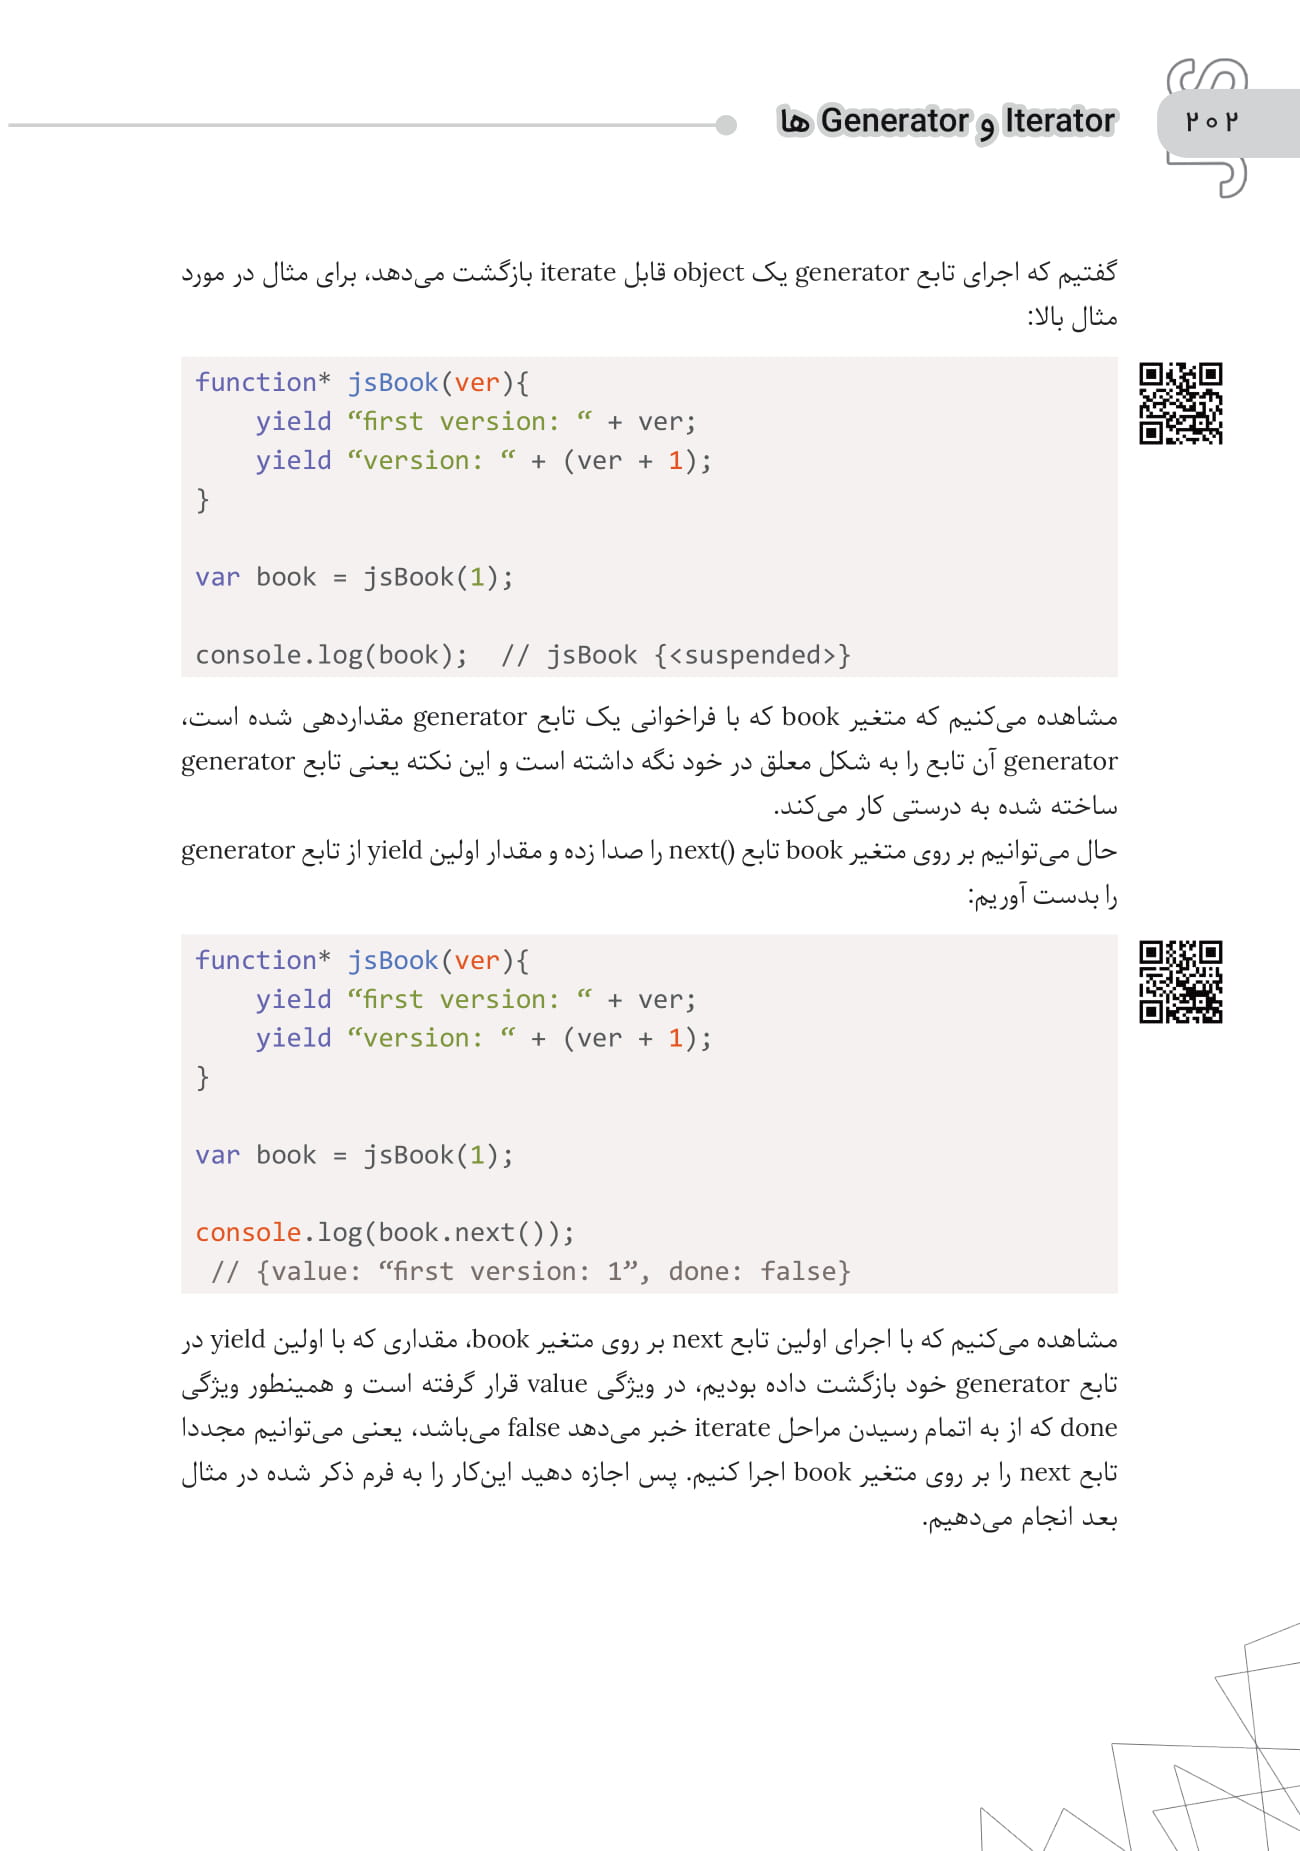 Iterator و Generator ها
۲۰۲
گفتیم که اجرای تابع generator یک object قابل iterate بازگشت می‌دهد، برای مثال در مورد
مثال بالا:
function* jsBook(ver){
    yield “first version: “ + ver;
    yield “version: “ + (ver + 1);
}
var book = jsBook(1);
console.log(book);  // jsBook {<suspended>}
مشاهده می‌کنیم که متغیر book که با فراخوانی یک تابع generator مقداردهی شده است،
generator آن تابع را به شکل معلق در خود نگه داشته است و این نکته یعنی تابع generator
ساخته شده به درستی کار می‌کند.
حال می‌توانیم بر روی متغیر book تابع next() را صدا زده و مقدار اولین yield از تابع generator
را بدست آوریم:
function* jsBook(ver){
    yield “first version: “ + ver;
    yield “version: “ + (ver + 1);
}
var book = jsBook(1);
console.log(book.next());
 // {value: “first version: 1”, done: false}
مشاهده می‌کنیم که با اجرای اولین تابع next بر روی متغیر book، مقداری که با اولین yield در
تابع generator خود بازگشت داده بودیم، در ویژگی value قرار گرفته است و همینطور ویژگی
done که از به اتمام رسیدن مراحل iterate خبر می‌دهد false می‌باشد، یعنی می‌توانیم مجددا
تابع next را بر روی متغیر book اجرا کنیم. پس اجازه دهید این‌کار را به فرم ذکر شده در مثال
بعد انجام می‌دهیم.